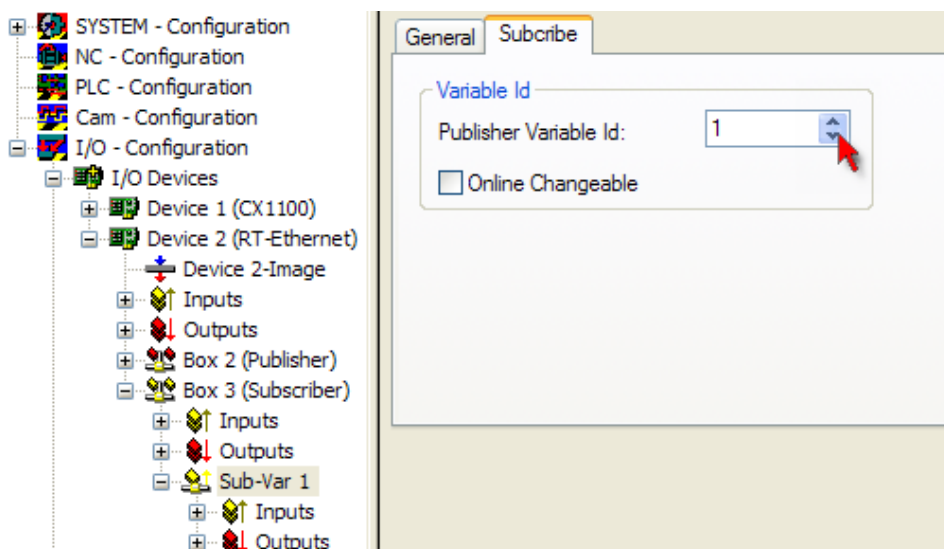 SYSTEM - Configuration
NC - Configuration
PLC - Configuration
Cam - Configuration
I/O - Configuration
I/O Devices
Device 1 (CX1100)
Device 2 (RT-Ethernet)
Device 2-Image
Inputs
Outputs
Box 2 (Publisher)
Box 3 (Subscriber)
Inputs
Outputs
Sub-Var 1
Inputs
Outputs
General Subcribe
Variable Id
Publisher Variable Id: 1
Online Changeable